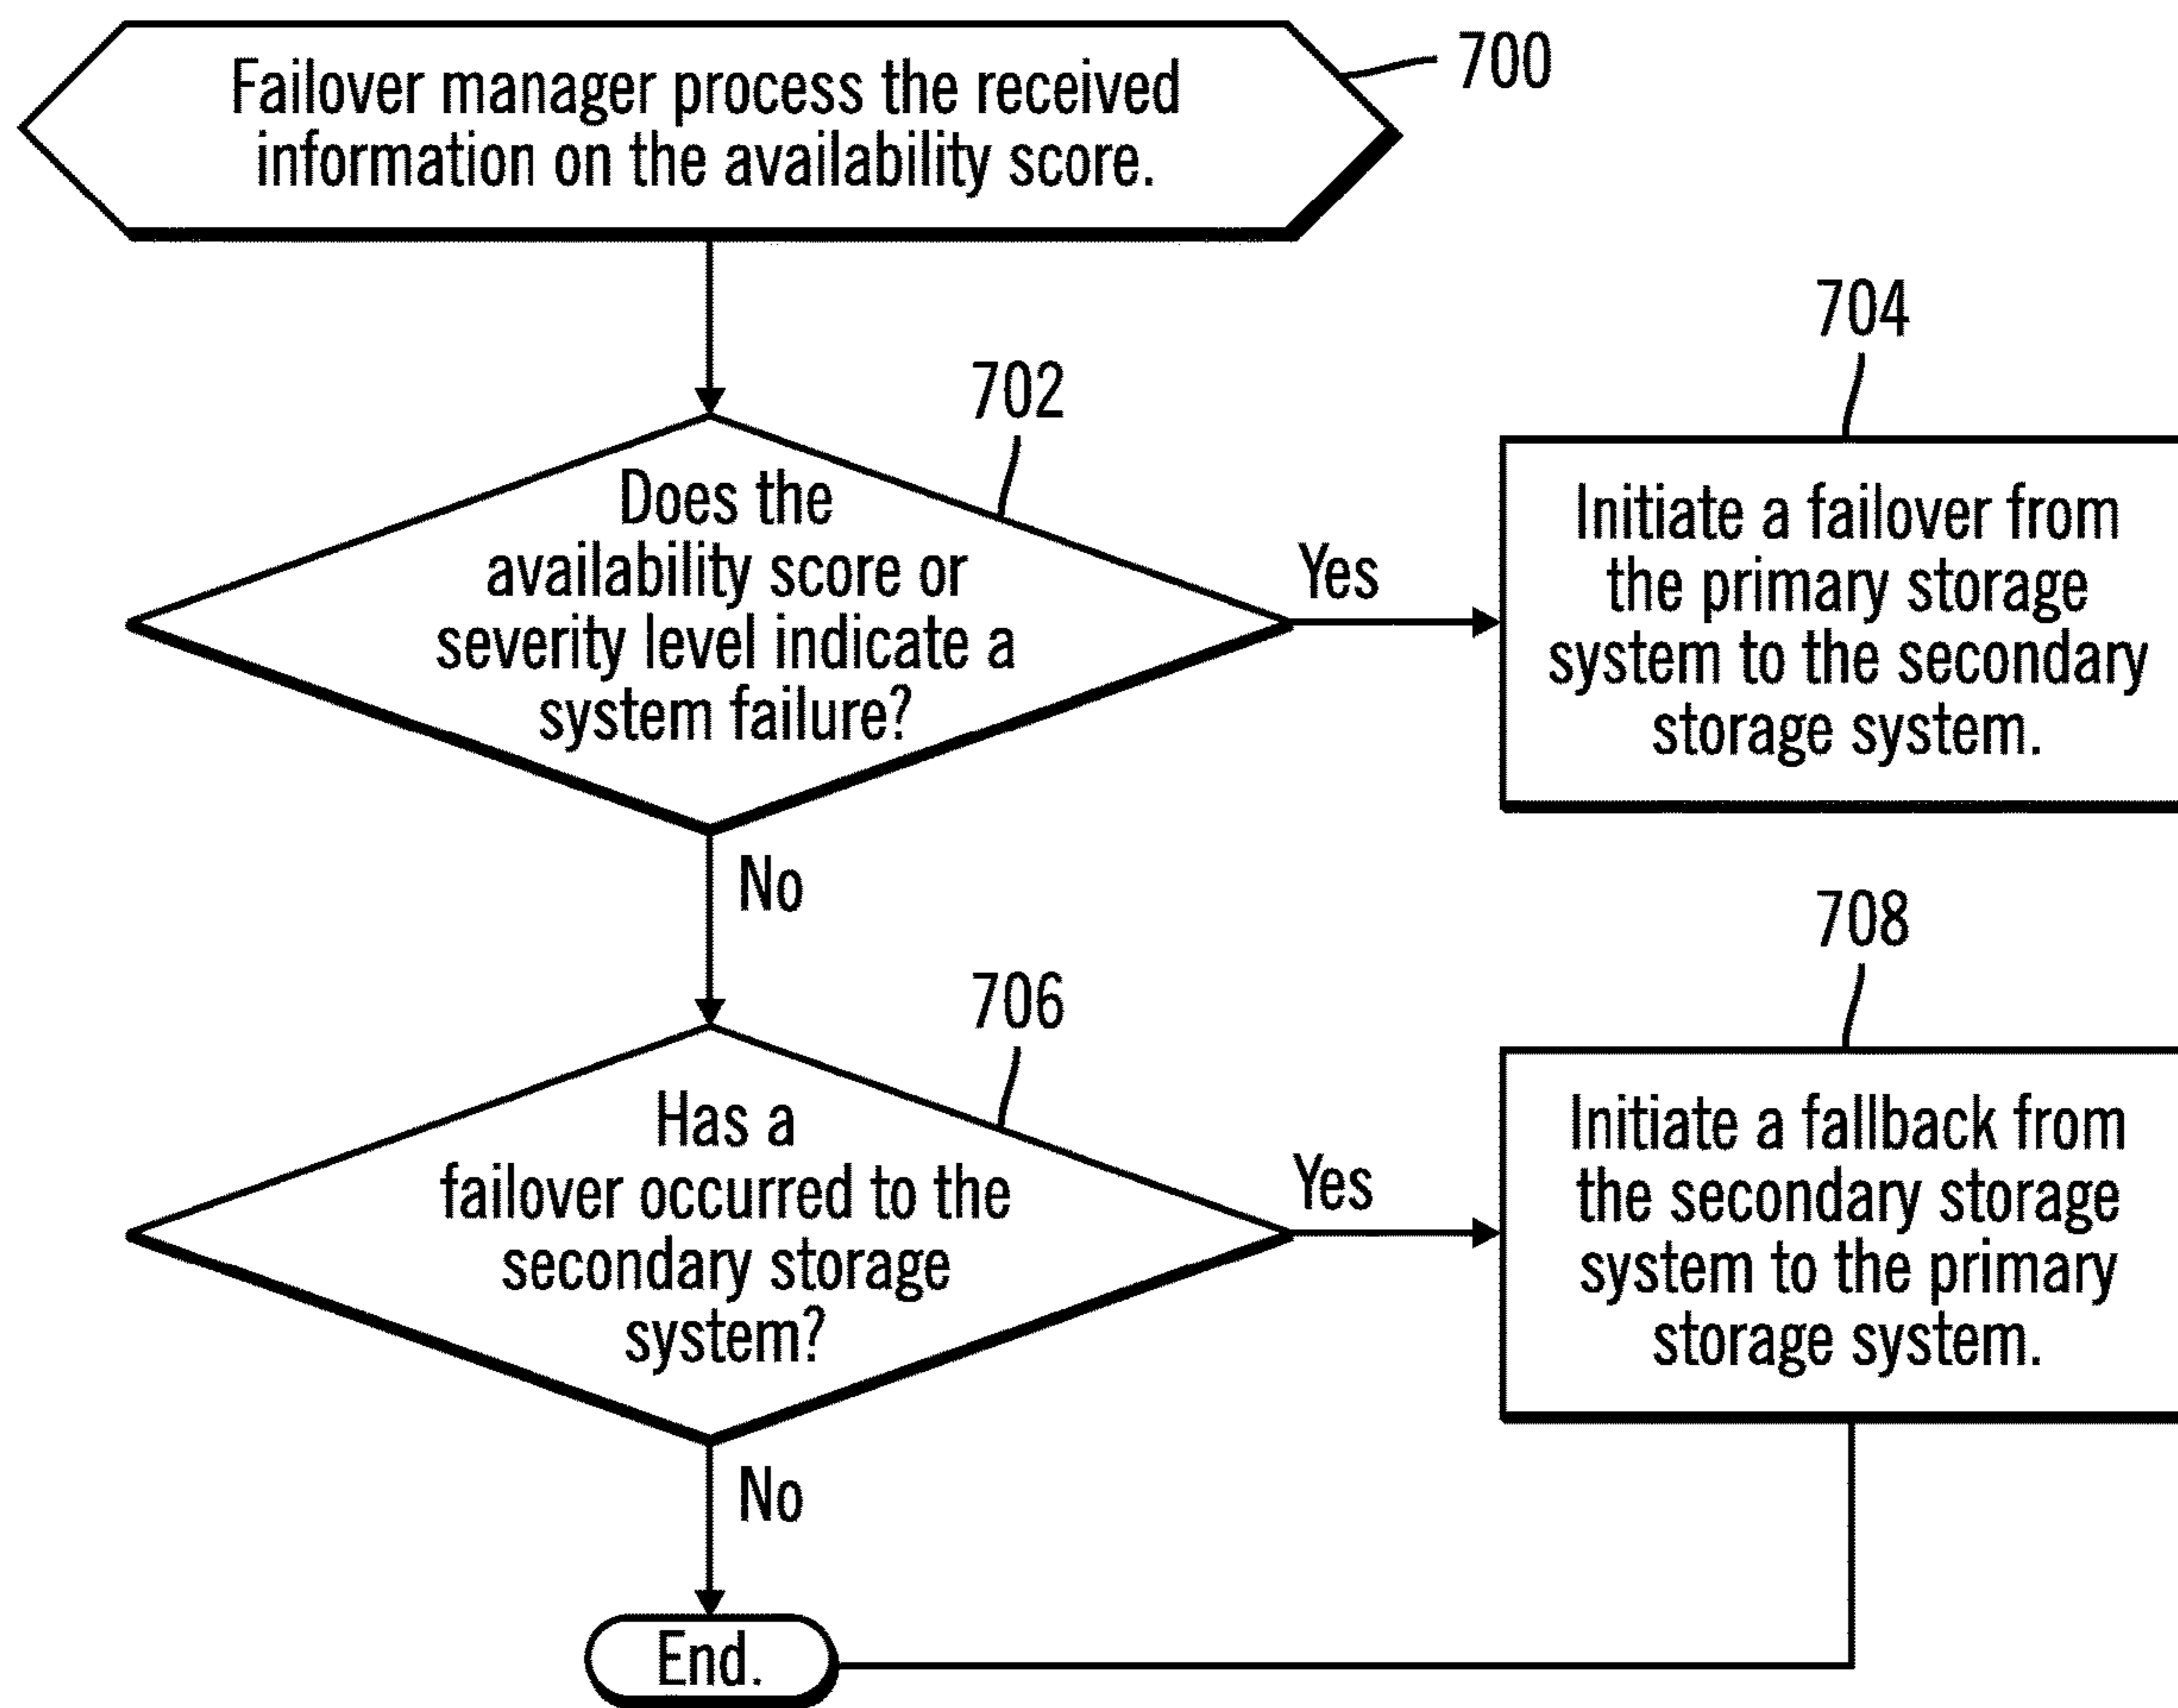 Failover manager process the received
information on the availability score.
700
702
Does the
availability score or
severity level indicate a
system failure?
Yes
704
Initiate a failover from
the primary storage
system to the secondary
storage system.
No
706
Has a
failover occurred to the
secondary storage
system?
Yes
708
Initiate a fallback from
the secondary storage
system to the primary
storage system.
No
End.